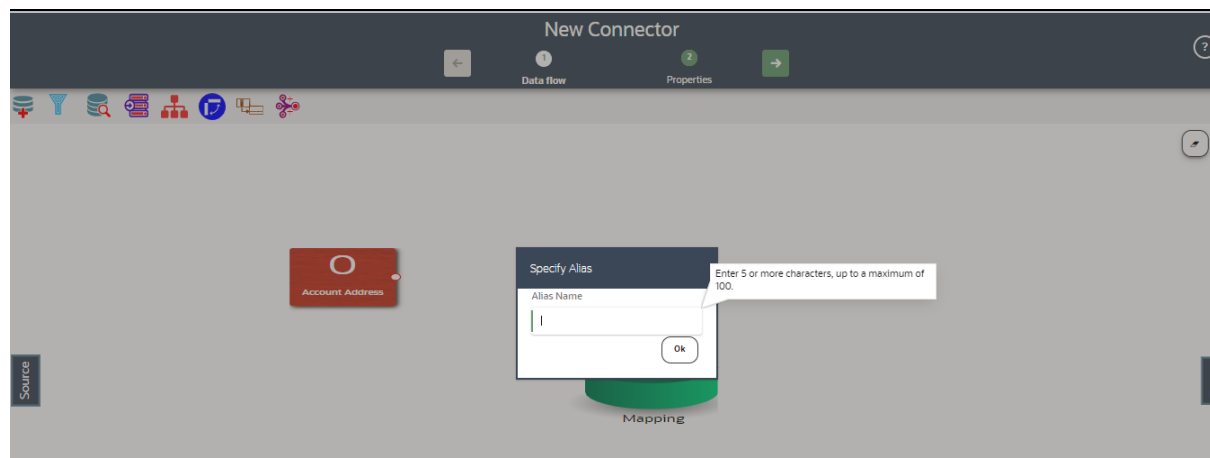 New Connector
?
1
2
Data flow
Properties
O
Account Address
Specify Alias
Enter 5 or more characters, up to a maximum of
100.
Alias Name
Ok
Source
Mapping